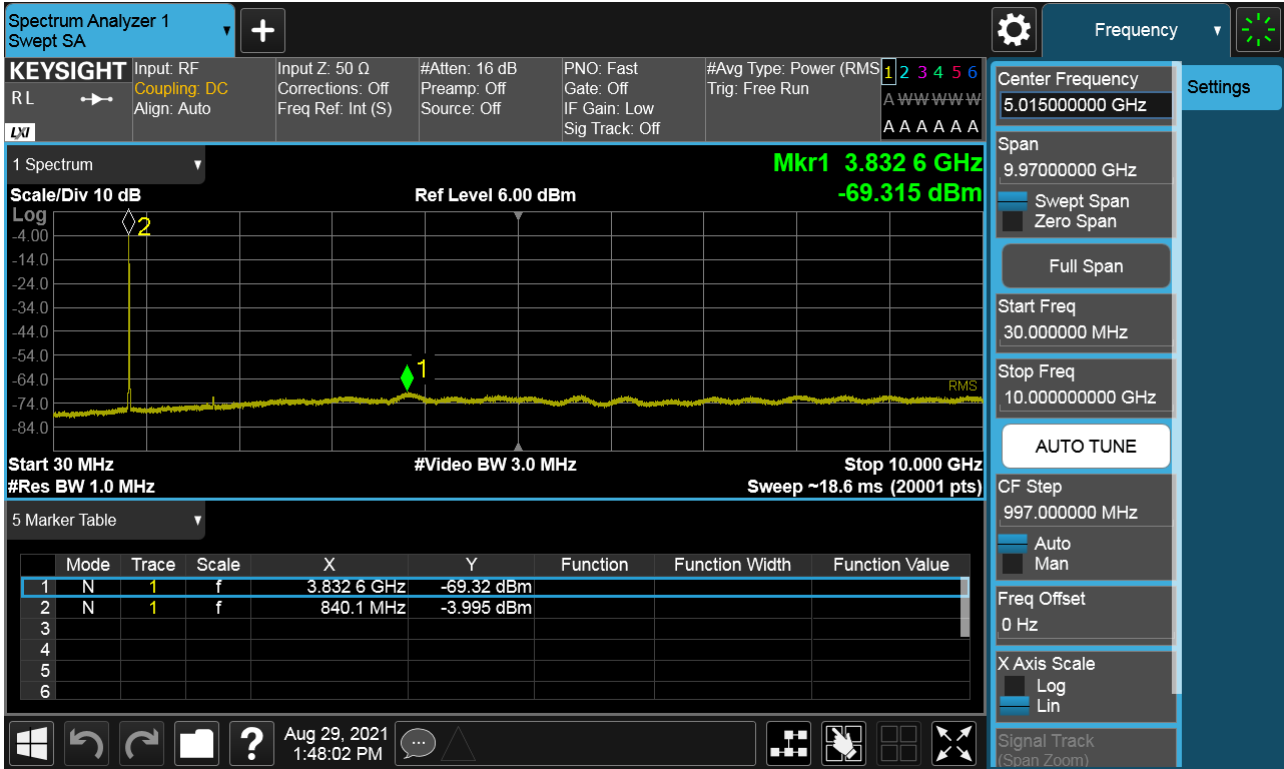 Spectrum Analyzer 1
Swept SA
Frequency
KEYSIGHT
R L
LXI
Input: RF
Coupling: DC
Align: Auto
Input Z: 50 Ω
Corrections: Off
Freq Ref: Int (S)
#Atten: 16 dB
Preamp: Off
Source: Off
PNO: Fast
Gate: Off
IF Gain: Low
Sig Track: Off
#Avg Type: Power (RMS
Trig: Free Run
1 2 3 4 5 6
A W W W W W
A A A A A A
1 Spectrum
Mkr1 3.832 6 GHz
-69.315 dBm
Scale/Div 10 dB
Ref Level 6.00 dBm
Log
-4.00
-14.0
-24.0
-34.0
-44.0
-54.0
-64.0
-74.0
-84.0
2
1
RMS
Start 30 MHz
#Video BW 3.0 MHz
Stop 10.000 GHz
#Res BW 1.0 MHz
Sweep ~18.6 ms (20001 pts)
5 Marker Table
Mode Trace Scale X Y Function Function Width Function Value
1 N 1 f 3.832 6 GHz -69.32 dBm
2 N 1 f 840.1 MHz -3.995 dBm
3
4
5
6
?
Aug 29, 2021
1:48:02 PM
Center Frequency
5.015000000 GHz
Settings
Span
9.97000000 GHz
Swept Span
Zero Span
Full Span
Start Freq
30.000000 MHz
Stop Freq
10.000000000 GHz
AUTO TUNE
CF Step
997.000000 MHz
Auto
Man
Freq Offset
0 Hz
X Axis Scale
Log
Lin
Signal Track
(Span Zoom)